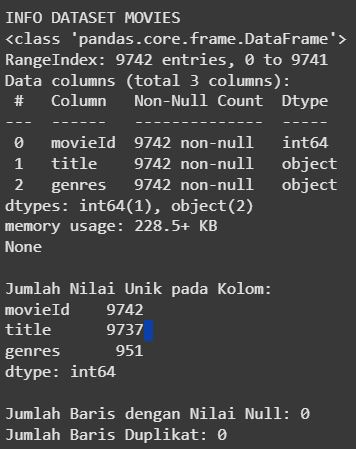 INFO DATASET MOVIES
<class 'pandas.core.frame.DataFrame'>
RangeIndex: 9742 entries, 0 to 9741
Data columns (total 3 columns):
 #   Column   Non-Null Count  Dtype
---  ------   --------------  -----
 0   movieId  9742 non-null   int64
 1   title    9742 non-null   object
 2   genres   9742 non-null   object
dtypes: int64(1), object(2)
memory usage: 228.5+ KB
None

Jumlah Nilai Unik pada Kolom:
movieId    9742
title      9737
genres      951
dtype: int64

Jumlah Baris dengan Nilai Null: 0
Jumlah Baris Duplikat: 0